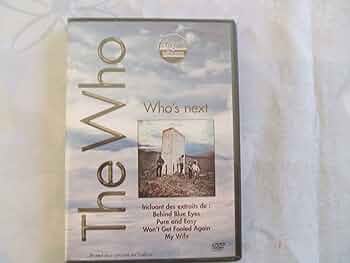 The Who
Who's next
Incluant des extraits de :
Behind Blue Eyes
Pure and Easy
Won't Get Fooled Again
My Wife
DVD